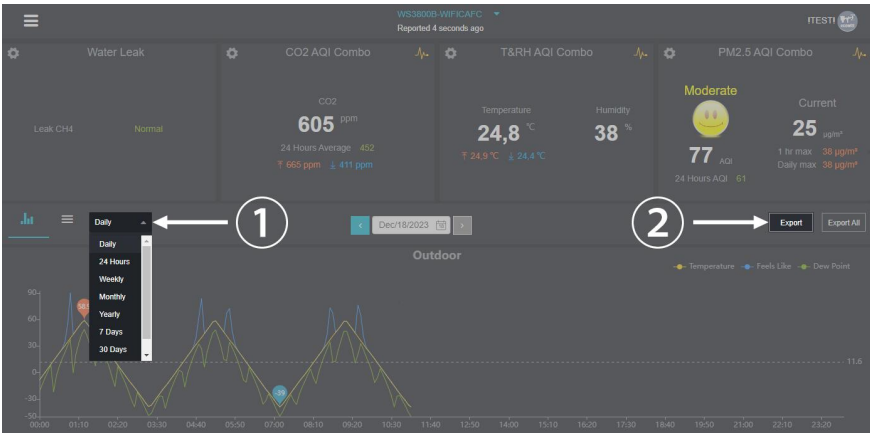 WS3800B-WIFICAFC
Reported 4 seconds ago
!TEST!
Water Leak
Leak CH4 Normal
CO2 AQI Combo
CO2
605 ppm
24 Hours Average 452
665 ppm 411 ppm
T&RH AQI Combo
Temperature Humidity
24,8 °C 38 %
24,9 °C 24,4 °C
PM2.5 AQI Combo
Moderate
Current
25 ug/m³
77 AQI
1 hr max 38 µg/m³
Daily max 38 µg/m³
24 Hours AQI 61
Daily
1
Dec/18/2023
2
Export
Export All
Daily
24 Hours
Weekly
Monthly
Yearly
7 Days
30 Days
Outdoor
Temperature Feels Like Dew Point
90
60
30
0
-30
-50
11.6
-39
00:00 01:10 02:20 03:30 04:40 05:50 07:00 08:10 09:20 10:30 11:40 12:50 14:00 15:10 16:20 17:30 18:40 19:50 21:00 22:10 23:20